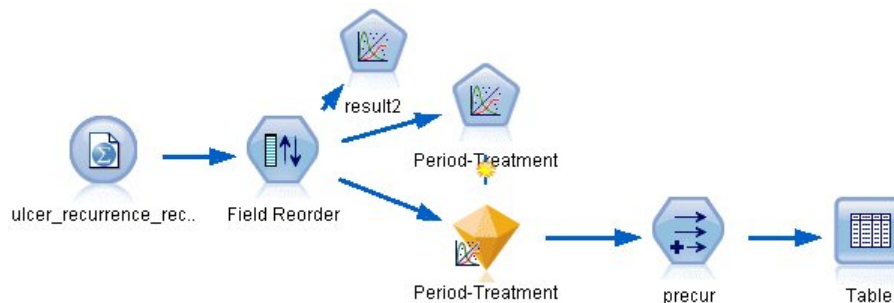 result2
Period-Treatment
ulcer_recurrence_rec..
Field Reorder
Period-Treatment
precur
Table